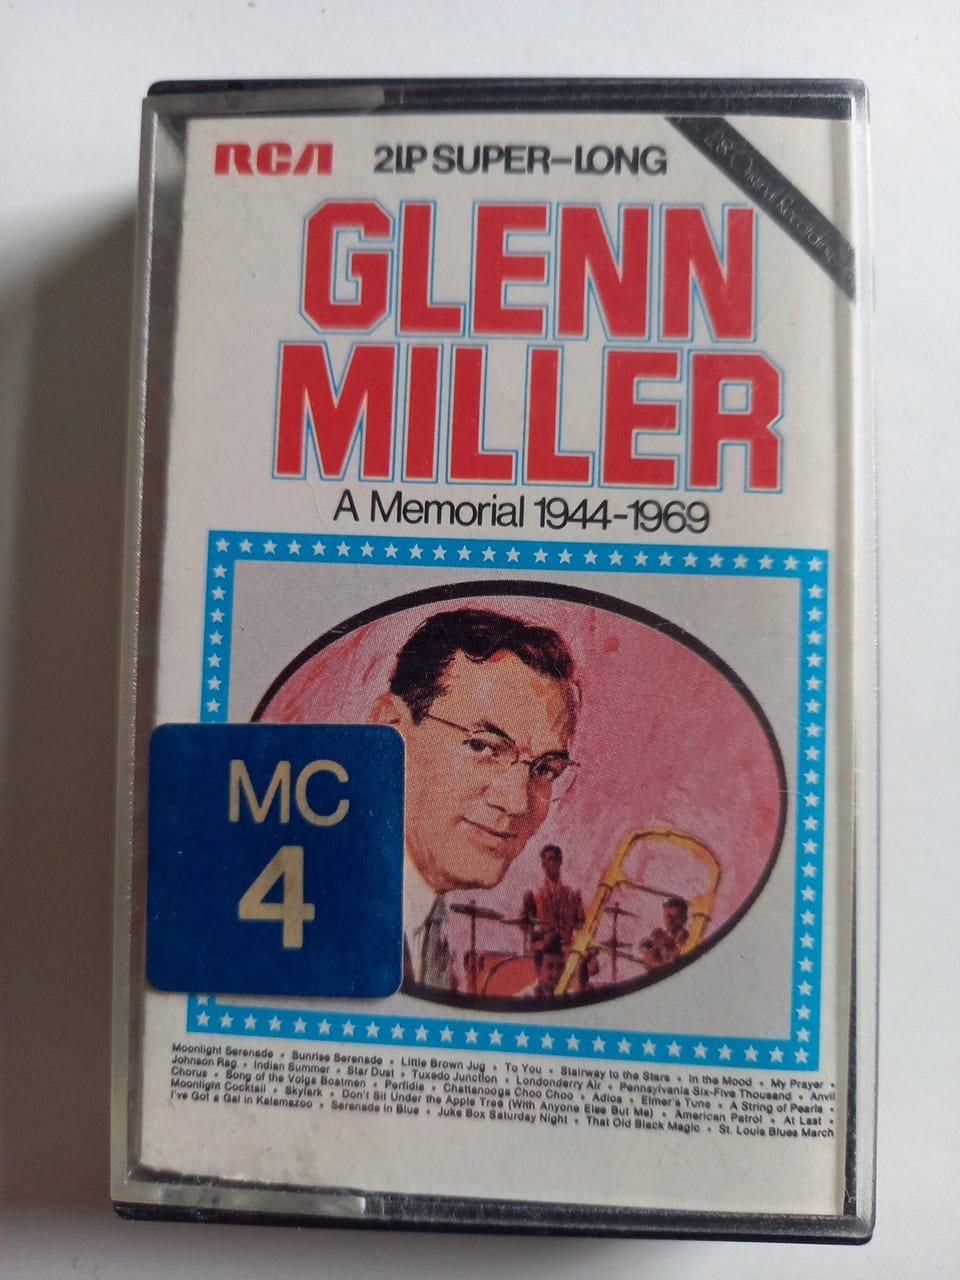 RCA 2LP SUPER-LONG
28 Original Recordings
GLENN
MILLER
A Memorial 1944-1969
MC
4
Moonlight Serenade • Sunrise Serenade • Little Brown Jug • To You • Stairway to the Stars • In the Mood • My Prayer •
Johnson Rag • Indian Summer • Star Dust • Tuxedo Junction • Londonderry Air • Pennsylvania Six-Five Thousand • Anvil
Chorus • Song of the Volga Boatmen • Perfidia • Chattanooga Choo Choo • Adios • Elmer's Tune • A String of Pearls •
Moonlight Cocktail • Skylark • Don't Sit Under the Apple Tree (With Anyone Else But Me) • American Patrol • At Last •
I've Got a Gal in Kalamazoo • Serenade in Blue • Juke Box Saturday Night • That Old Black Magic • St. Louis Blues March